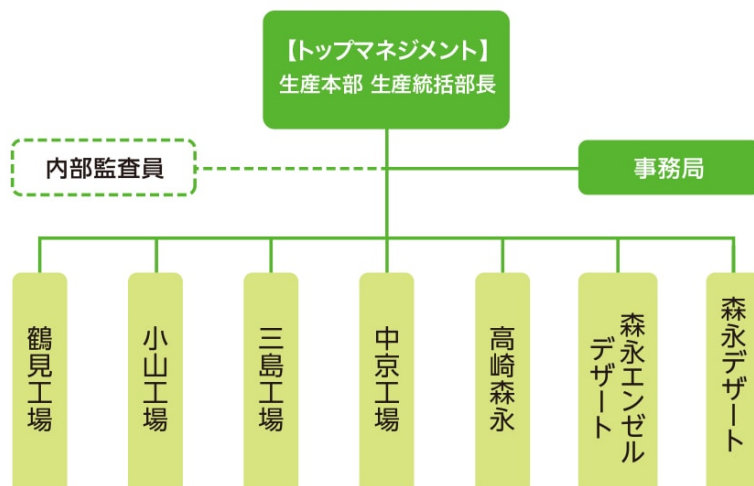 【トップマネジメント】
生産本部 生産統括部長
内部監査員
事務局
鶴見工場
小山工場
三島工場
中京工場
高崎森永
森永エンゼル
デザート
森永デザート